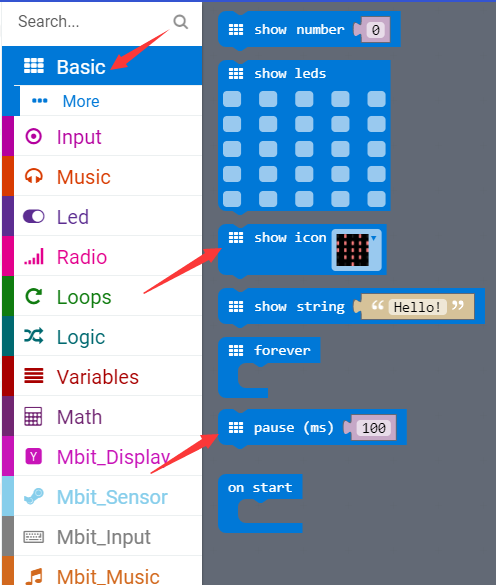 Search...
Basic
More
Input
Music
Led
Radio
Loops
Logic
Variables
Math
Mbit_Display
Mbit_Sensor
Mbit_Input
Mbit_Music
show number 0
show leds
show icon
show string “ Hello! ”
forever
pause (ms) 100
on start